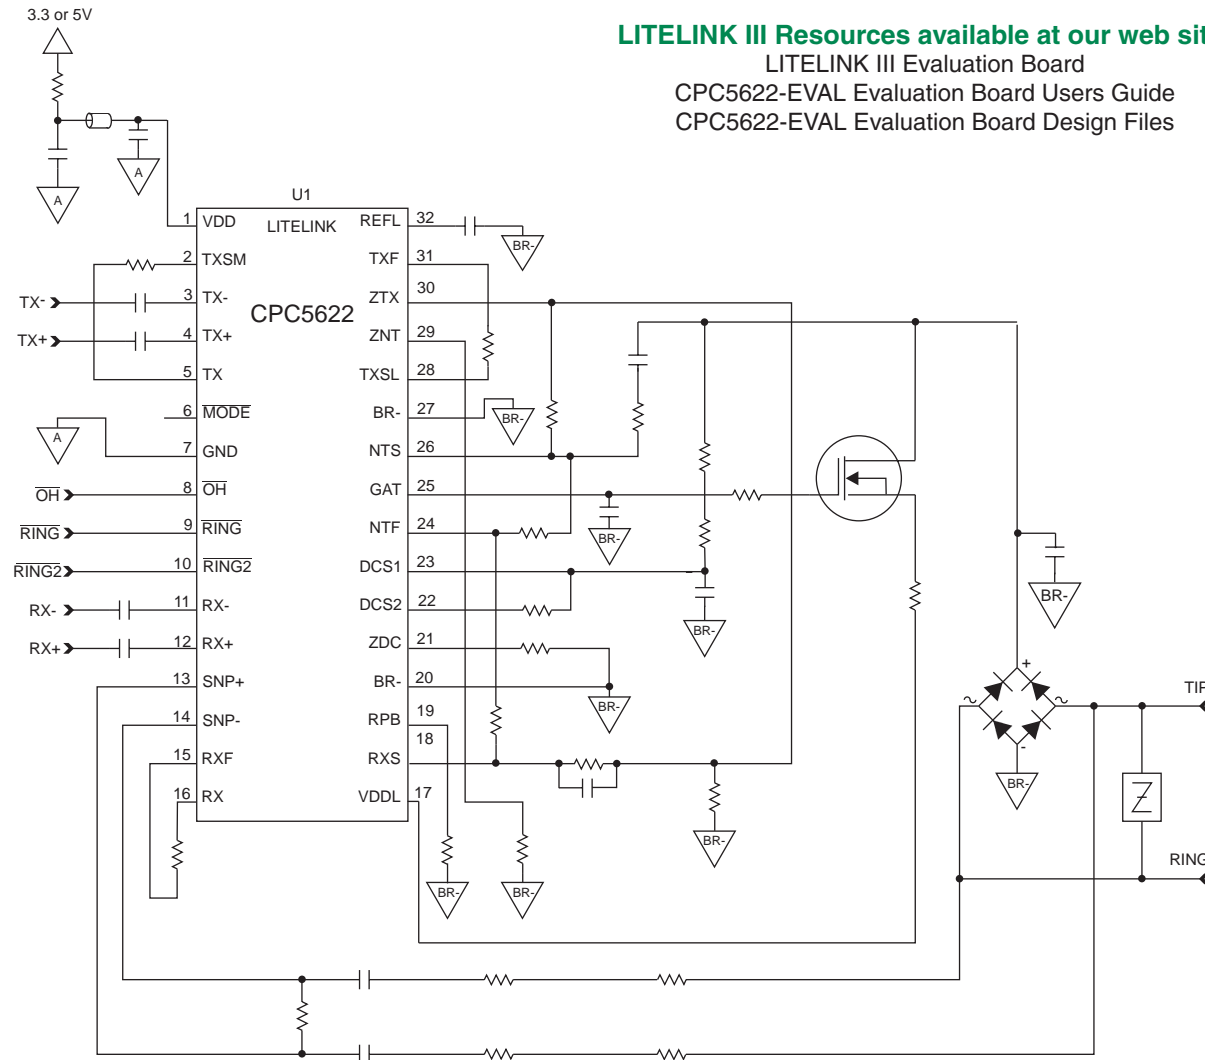 3.3 or 5V
LITELINK III Resources available at our web sit
LITELINK III Evaluation Board
CPC5622-EVAL Evaluation Board Users Guide
CPC5622-EVAL Evaluation Board Design Files
A
A
U1
LITELINK
CPC5622
1 VDD
2 TXSM
TX- 3 TX-
TX+ 4 TX+
5 TX
6 MODE
A 7 GND
OH 8 OH
RING 9 RING
RING2 10 RING2
RX- 11 RX-
RX+ 12 RX+
13 SNP+
14 SNP-
15 RXF
16 RX
REFL 32 BR-
TXF 31
ZTX 30
ZNT 29
TXSL 28
BR- 27 BR-
NTS 26
GAT 25
NTF 24 BR-
DCS1 23
DCS2 22 BR-
ZDC 21
BR- 20 BR-
RPB 19
RXS 18
VDDL 17
BR-
BR-
BR-
BR-
+
~ ~
-
BR-
TIP
RING